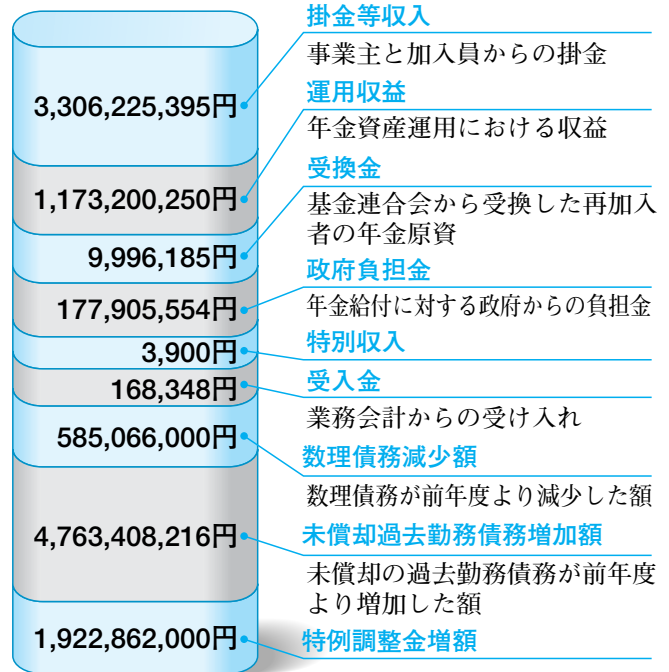 掛金等収入
3,306,225,395円
事業主と加入員からの掛金
運用収益
1,173,200,250円
年金資産運用における収益
受換金
9,996,185円
基金連合会から受換した再加入
者の年金原資
政府負担金
177,905,554円
年金給付に対する政府からの負担金
特別収入
3,900円
受入金
168,348円
業務会計からの受け入れ
数理債務減少額
585,066,000円
数理債務が前年度より減少した額
未償却過去勤務債務増加額
4,763,408,216円
未償却の過去勤務債務が前年度
より増加した額
特例調整金増額
1,922,862,000円